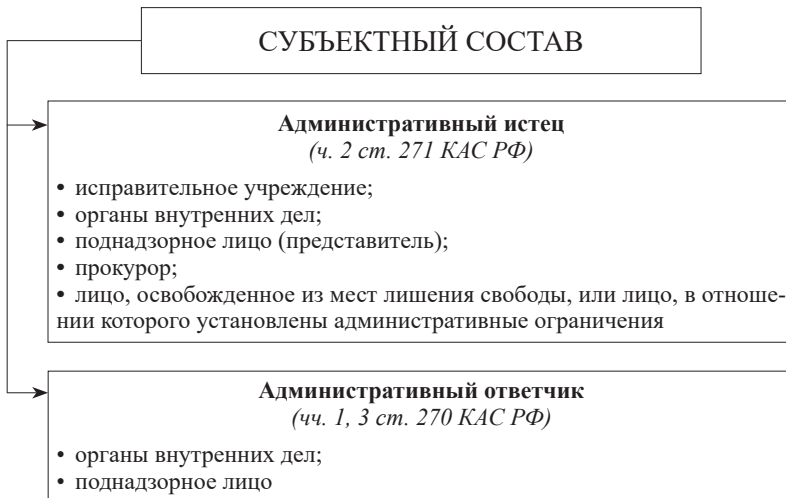 СУБЪЕКТНЫЙ СОСТАВ
Административный истец
(ч. 2 ст. 271 КАС РФ)
• исправительное учреждение;
• органы внутренних дел;
• поднадзорное лицо (представитель);
• прокурор;
• лицо, освобожденное из мест лишения свободы, или лицо, в отноше-
нии которого установлены административные ограничения
Административный ответчик
(чч. 1, 3 ст. 270 КАС РФ)
• органы внутренних дел;
• поднадзорное лицо